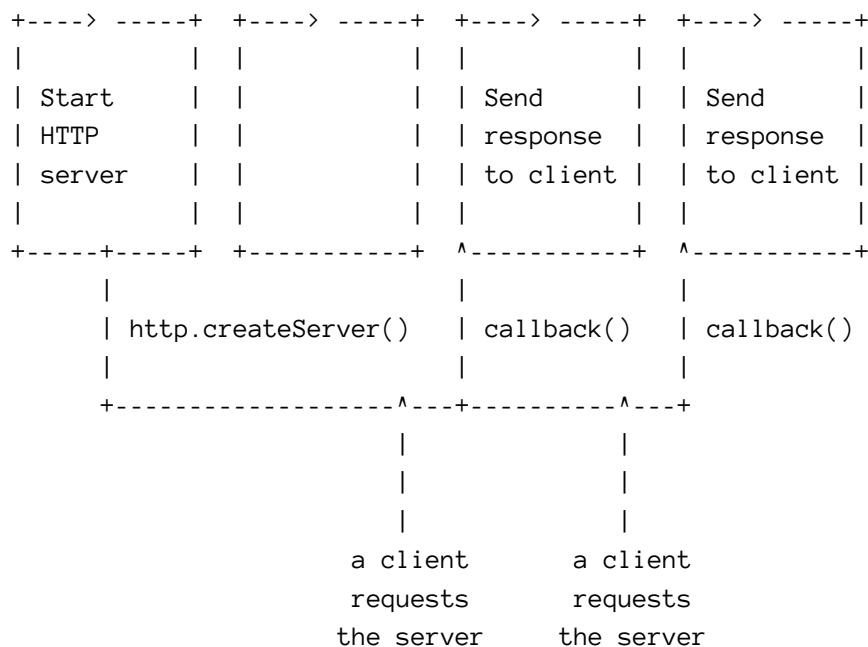 +----> -----+  +----> -----+  +----> -----+  +----> -----+
|           |  |           |  |           |  |           |
| Start     |  |           |  | Send      |  | Send      |
| HTTP      |  |           |  | response  |  | response  |
| server    |  |           |  | to client |  | to client |
|           |  |           |  |           |  |           |
+-----+-----+  +-----------+  ^-----------+  ^-----------+
      |                       |              |
      | http.createServer()   | callback()   | callback()
      |                       |              |
      +-------------------^---+----------^---+
                          |              |
                          |              |
                          |              |
                       a client       a client
                       requests       requests
                      the server     the server